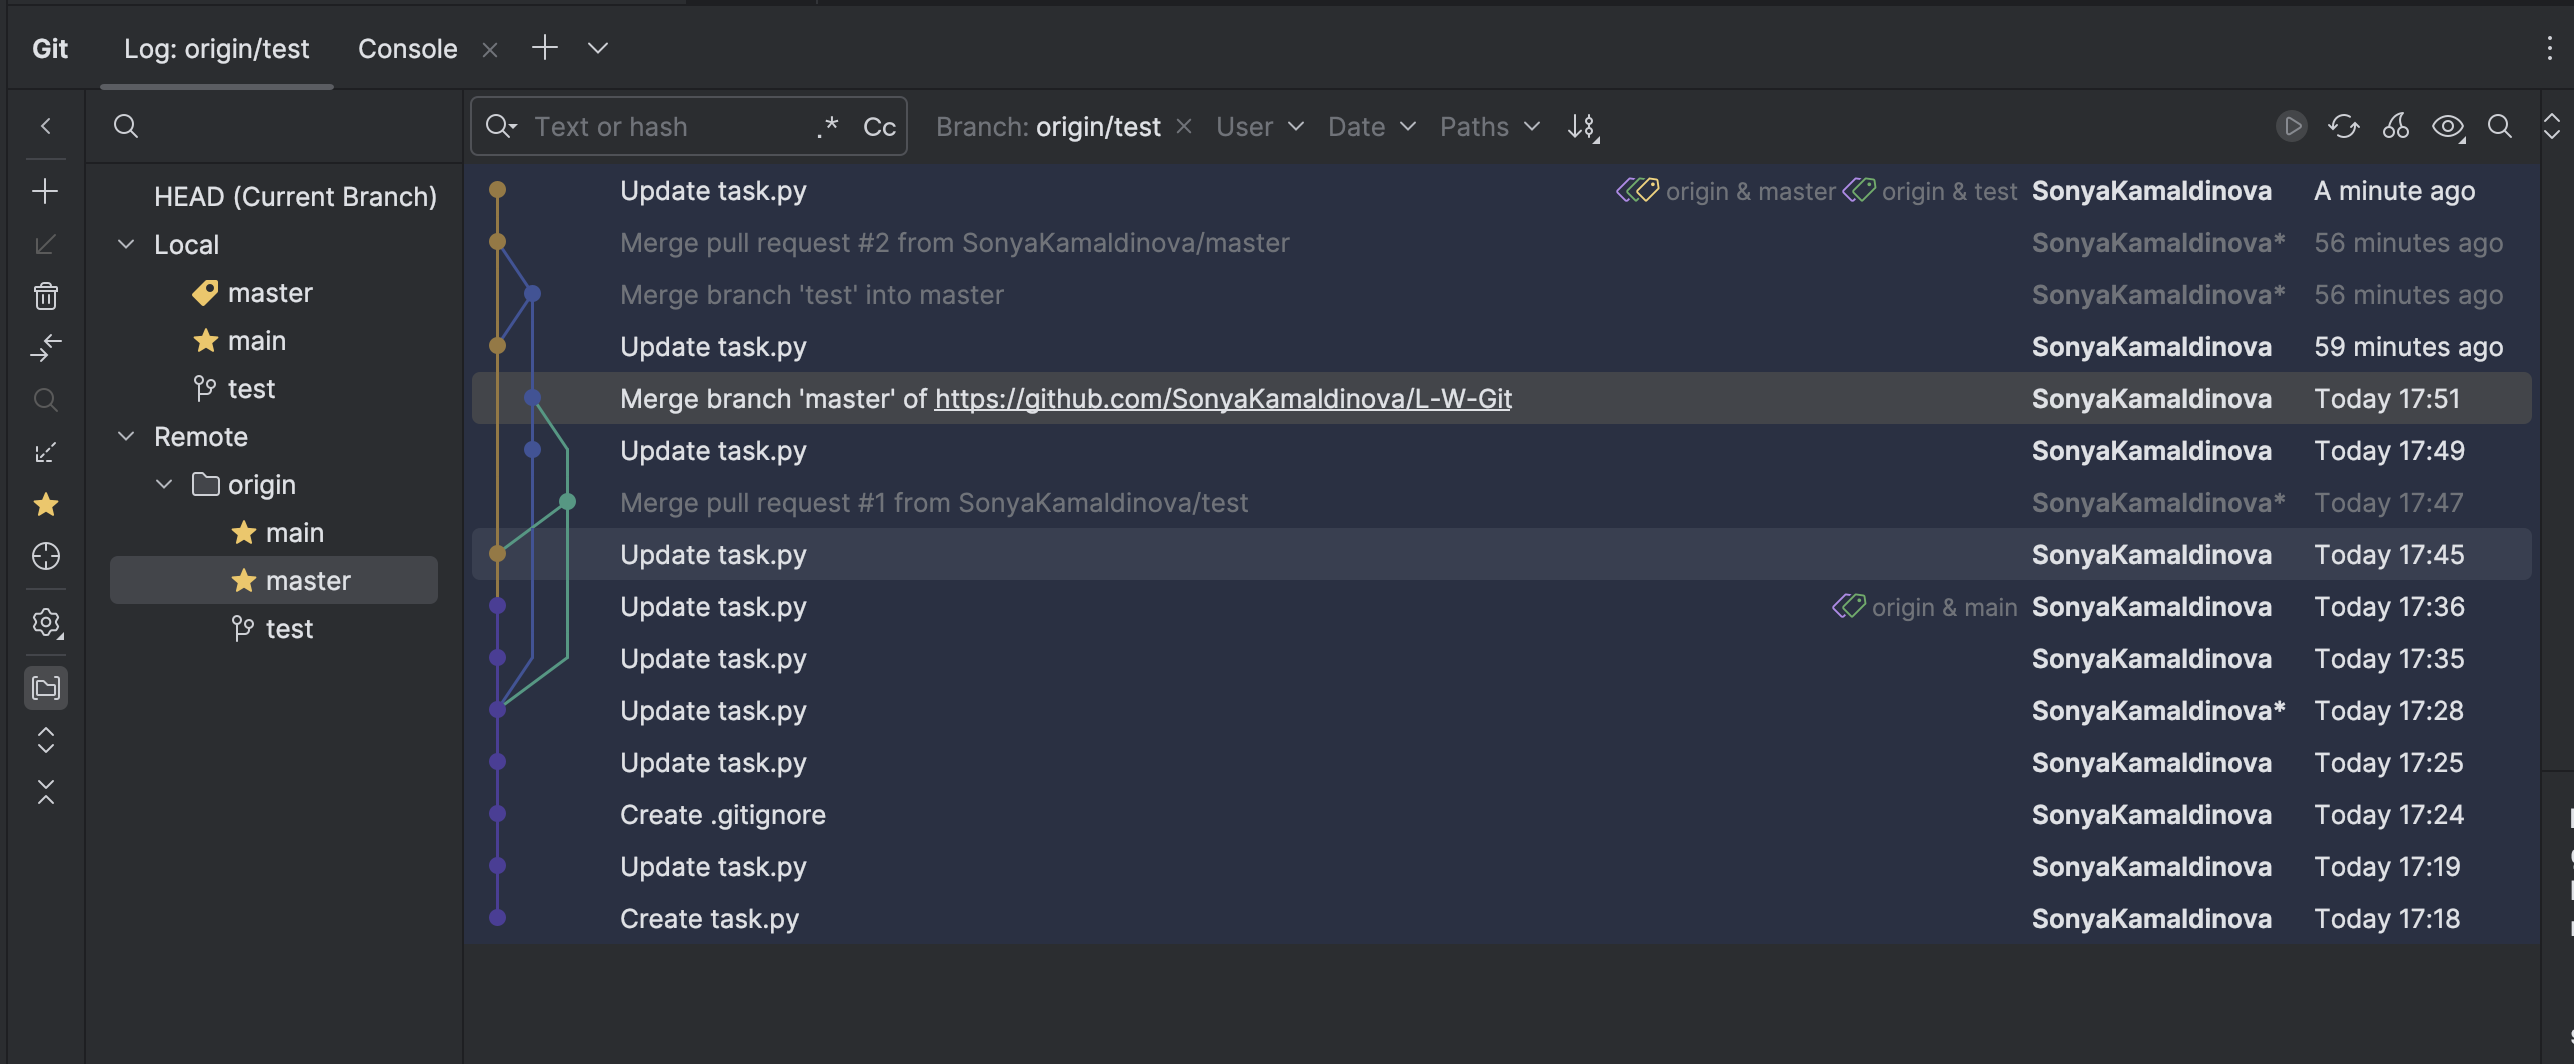 Git Log: origin/test Console
Text or hash .* Cc Branch: origin/test User Date Paths
HEAD (Current Branch)
Local
master
main
test
Remote
origin
main
master
test
Update task.py origin & master origin & test SonyaKamaldinova A minute ago
Merge pull request #2 from SonyaKamaldinova/master SonyaKamaldinova* 56 minutes ago
Merge branch 'test' into master SonyaKamaldinova* 56 minutes ago
Update task.py SonyaKamaldinova 59 minutes ago
Merge branch 'master' of https://github.com/SonyaKamaldinova/L-W-Git SonyaKamaldinova Today 17:51
Update task.py SonyaKamaldinova Today 17:49
Merge pull request #1 from SonyaKamaldinova/test SonyaKamaldinova* Today 17:47
Update task.py SonyaKamaldinova Today 17:45
Update task.py origin & main SonyaKamaldinova Today 17:36
Update task.py SonyaKamaldinova Today 17:35
Update task.py SonyaKamaldinova* Today 17:28
Update task.py SonyaKamaldinova Today 17:25
Create .gitignore SonyaKamaldinova Today 17:24
Update task.py SonyaKamaldinova Today 17:19
Create task.py SonyaKamaldinova Today 17:18